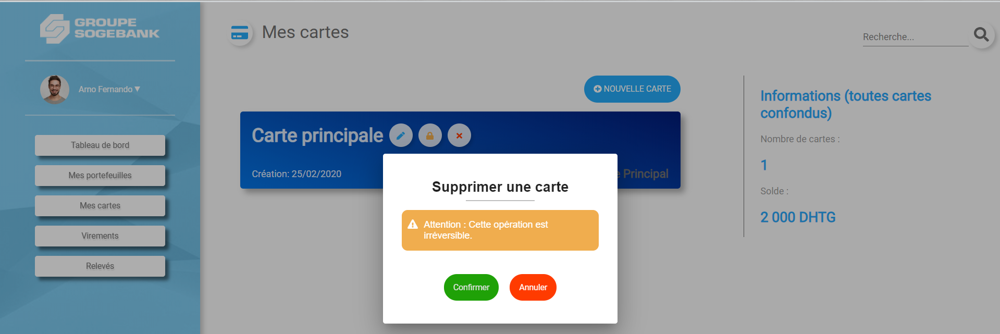 GROUPE
SOGEBANK
Mes cartes
Recherche...
Arno Fernando
NOUVELLE CARTE
Informations (toutes cartes
confondus)
Carte principale
Nombre de cartes :
Tableau de bord
1
Création: 25/02/2020
Principal
Mes portefeuilles
Supprimer une carte
Solde :
Mes cartes
2 000 DHTG
Attention : Cette opération est
irréversible.
Virements
Relevés
Confirmer
Annuler